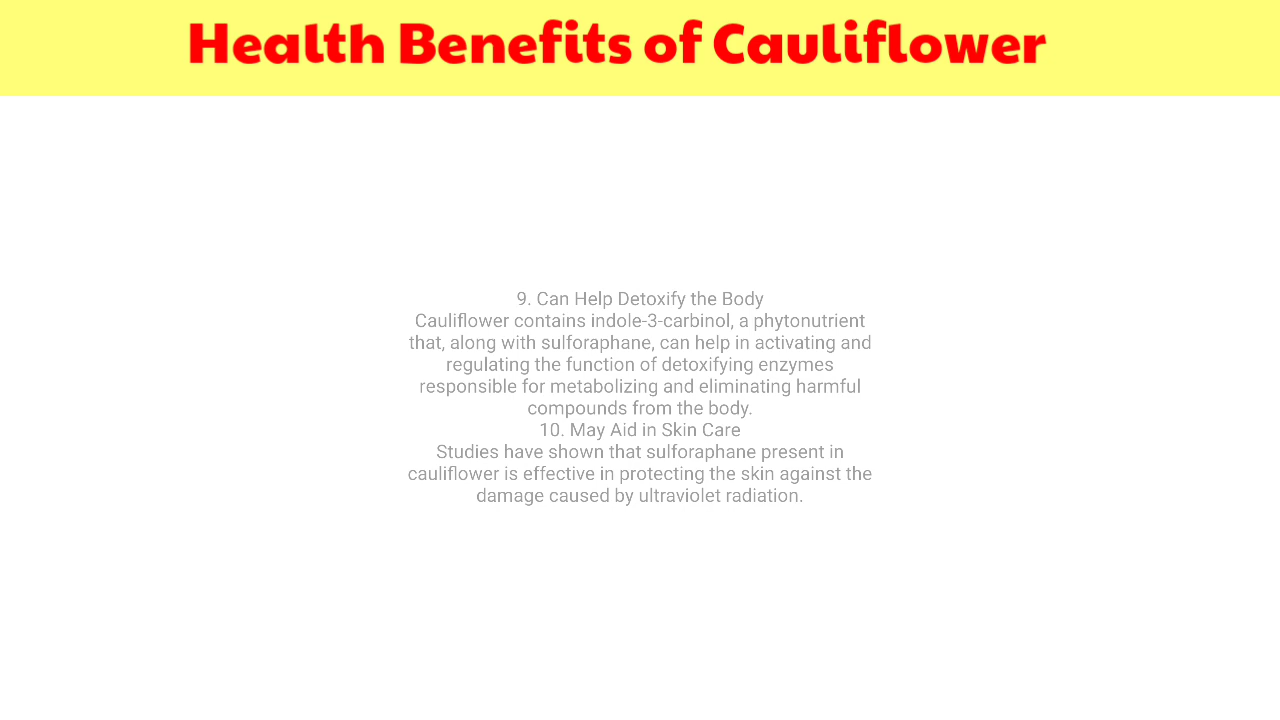 Health Benefits of Cauliflower
9. Can Help Detoxify the Body
Cauliflower contains indole-3-carbinol, a phytonutrient
that, along with sulforaphane, can help in activating and
regulating the function of detoxifying enzymes
responsible for metabolizing and eliminating harmful
compounds from the body.
10. May Aid in Skin Care
Studies have shown that sulforaphane present in
cauliflower is effective in protecting the skin against the
damage caused by ultraviolet radiation.